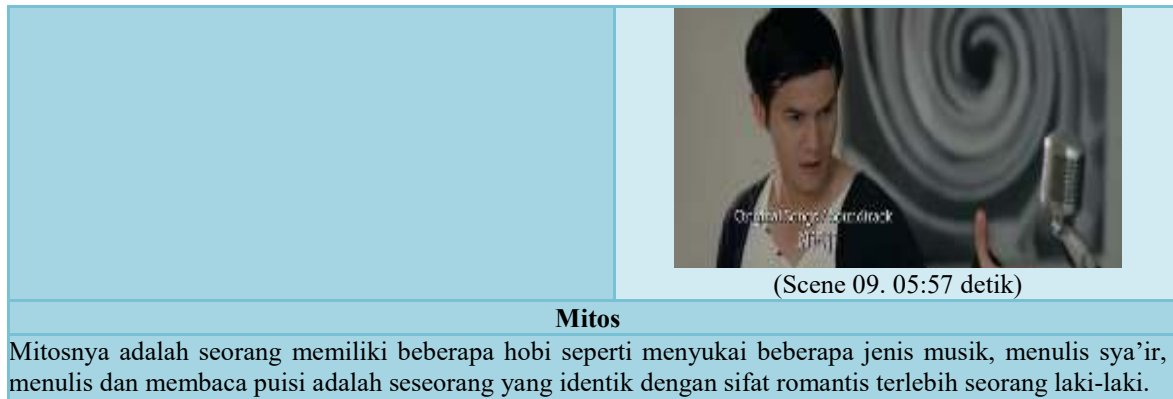 Original Songs / Soundtrack
(Scene 09. 05:57 detik)
Mitos
Mitosnya adalah seorang memiliki beberapa hobi seperti menyukai beberapa jenis musik, menulis sya’ir,
menulis dan membaca puisi adalah seseorang yang identik dengan sifat romantis terlebih seorang laki-laki.